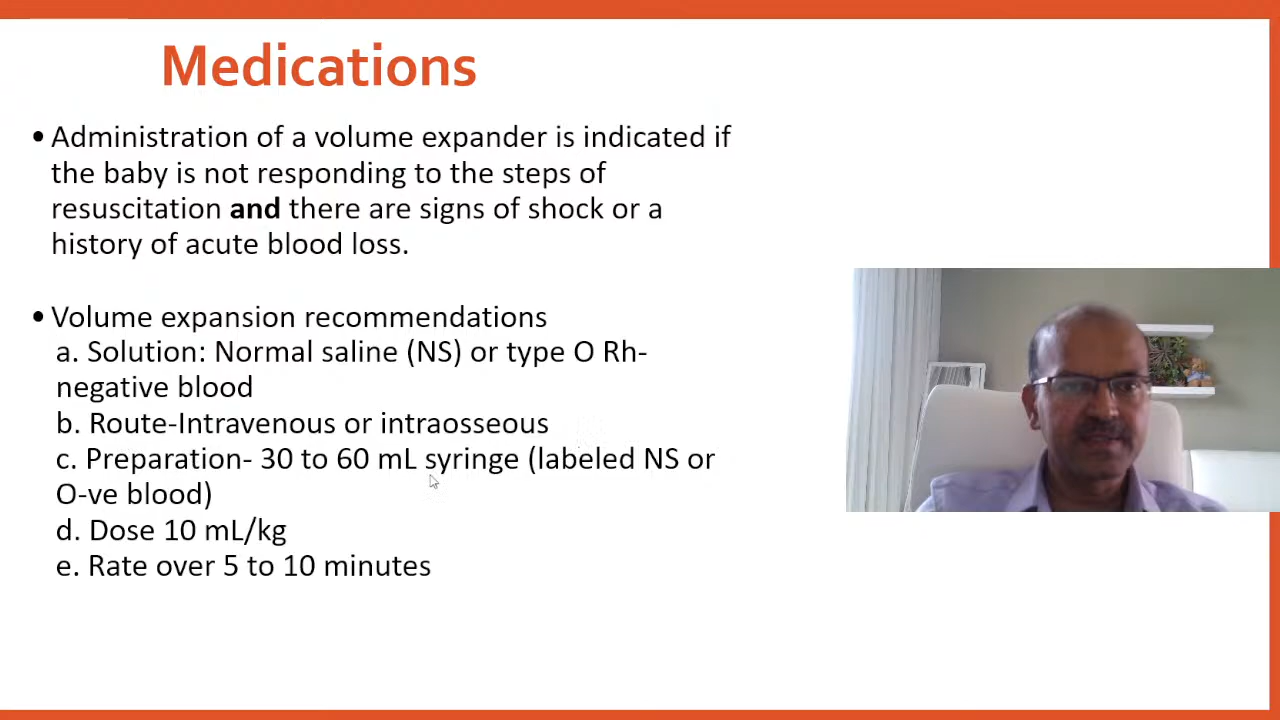 Medications
• Administration of a volume expander is indicated if
the baby is not responding to the steps of
resuscitation and there are signs of shock or a
history of acute blood loss.
• Volume expansion recommendations
a. Solution: Normal saline (NS) or type O Rh-
negative blood
b. Route-Intravenous or intraosseous
c. Preparation- 30 to 60 mL syringe (labeled NS or
O-ve blood)
d. Dose 10 mL/kg
e. Rate over 5 to 10 minutes